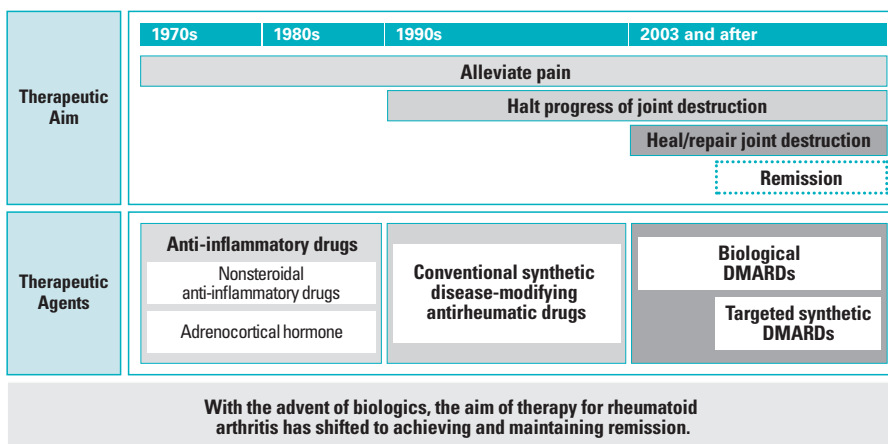 1970s
1980s
1990s
2003 and after
Therapeutic
Aim
Alleviate pain
Halt progress of joint destruction
Heal/repair joint destruction
Remission
Therapeutic
Agents
Anti-inflammatory drugs
Nonsteroidal
anti-inflammatory drugs
Adrenocortical hormone
Conventional synthetic
disease-modifying
antirheumatic drugs
Biological
DMARDs
Targeted synthetic
DMARDs
With the advent of biologics, the aim of therapy for rheumatoid
arthritis has shifted to achieving and maintaining remission.